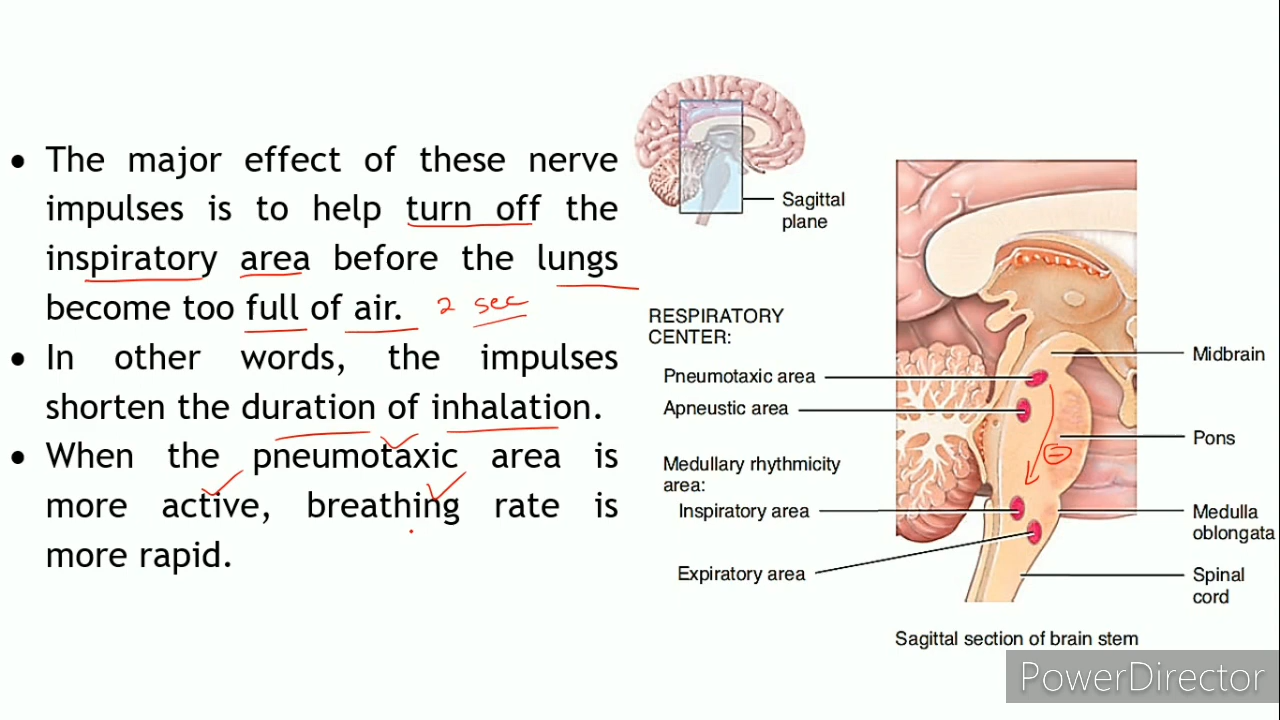 • The major effect of these nerve
impulses is to help turn off the
inspiratory area before the lungs
become too full of air. 2 sec
• In other words, the impulses
shorten the duration of inhalation.
• When the pneumotaxic area is
more active, breathing rate is
more rapid.
Sagittal
plane
RESPIRATORY
CENTER:
Pneumotaxic area
Apneustic area
Medullary rhythmicity
area:
Inspiratory area
Expiratory area
Midbrain
Pons
Medulla
oblongata
Spinal
cord
Sagittal section of brain stem
PowerDirector